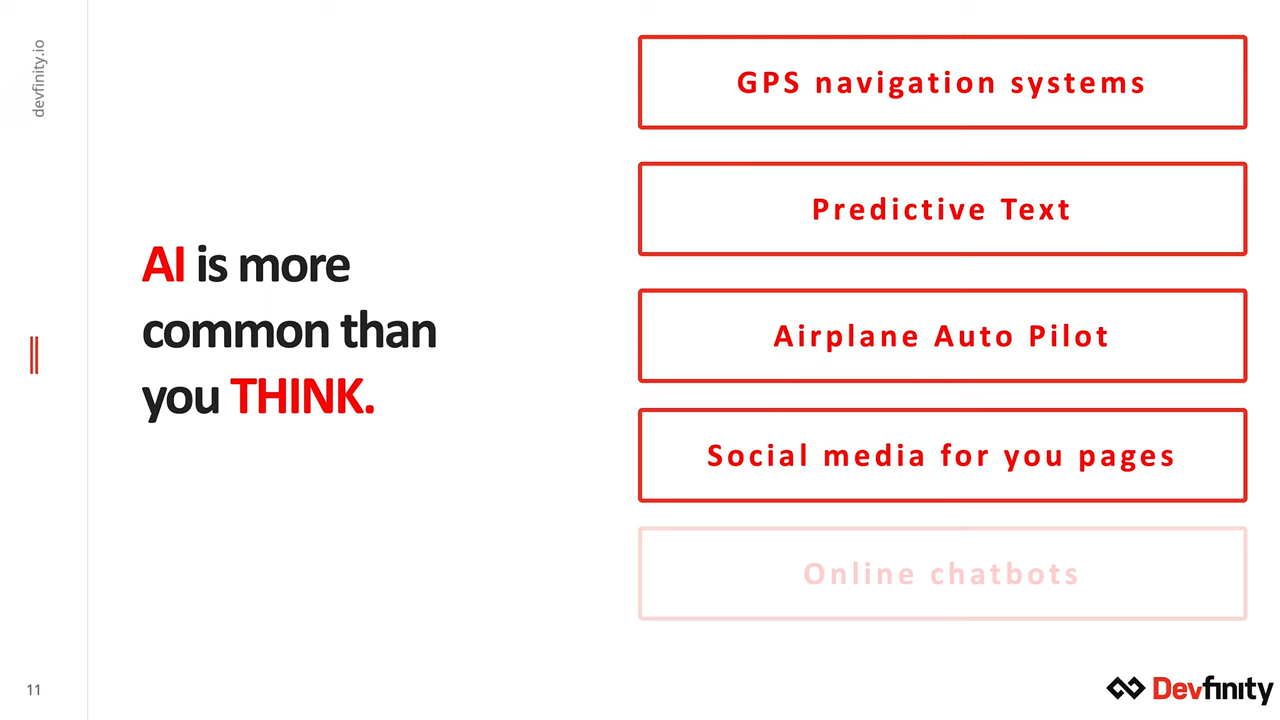 devfinity.io
AI is more
common than
you THINK.
GPS navigation systems
Predictive Text
Airplane Auto Pilot
Social media for you pages
Online chatbots
11
Devfinity